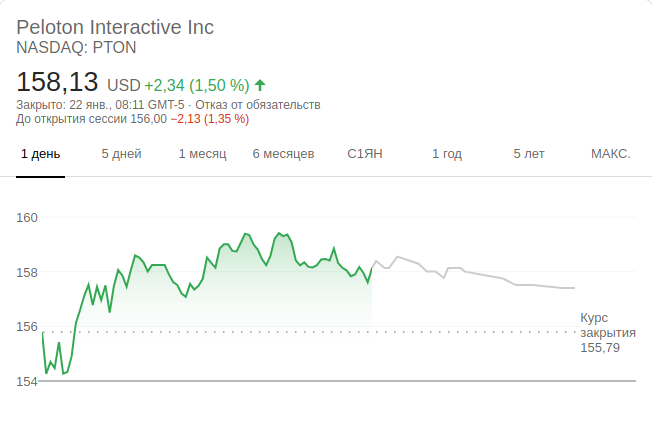 Peloton Interactive Inc
NASDAQ: PTON
158,13 USD +2,34 (1,50 %)
Закрыто: 22 янв., 08:11 GMT-5 · Отказ от обязательств
До открытия сессии 156,00 −2,13 (1,35 %)
1 день 5 дней 1 месяц 6 месяцев С1ЯН 1 год 5 лет МАКС.
160
158
156
Курс
закрытия
155,79
154